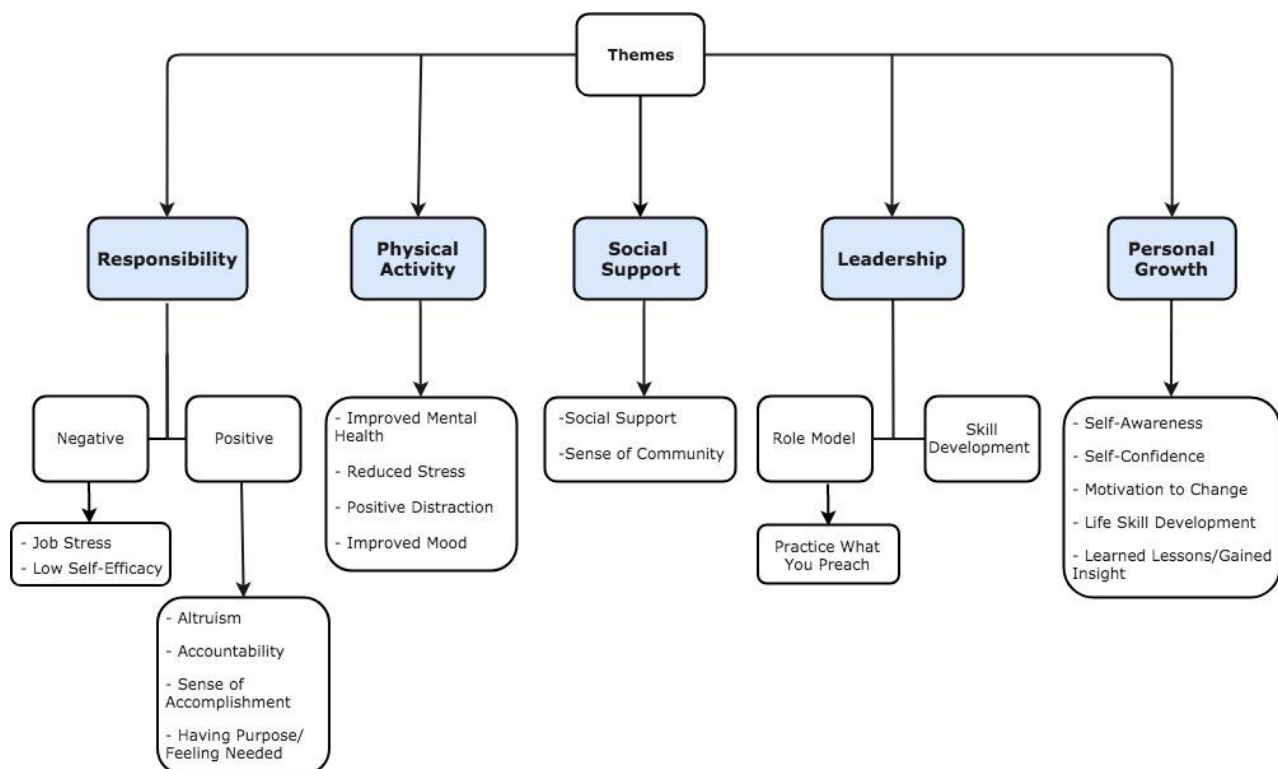 Themes
Responsibility
Physical
Activity
Social
Support
Leadership
Personal
Growth
Negative
Positive
- Job Stress
- Low Self-Efficacy
- Altruism
- Accountability
- Sense of
Accomplishment
- Having Purpose/
Feeling Needed
- Improved Mental
Health
- Reduced Stress
- Positive Distraction
- Improved Mood
-Social Support
-Sense of Community
Role Model
Skill
Development
Practice What
You Preach
- Self-Awareness
- Self-Confidence
- Motivation to Change
- Life Skill Development
- Learned Lessons/Gained
Insight